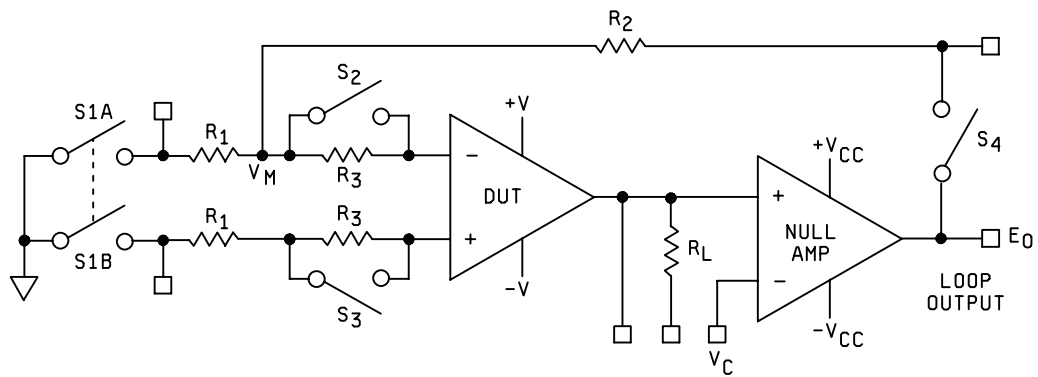 R2
S2
S1A
R1
VM
R3
+V
DUT
-
+
-V
S4
+VCC
+
NULL
AMP
-
-VCC
EO
LOOP
OUTPUT
R1
R3
S1B
S3
RL
VC